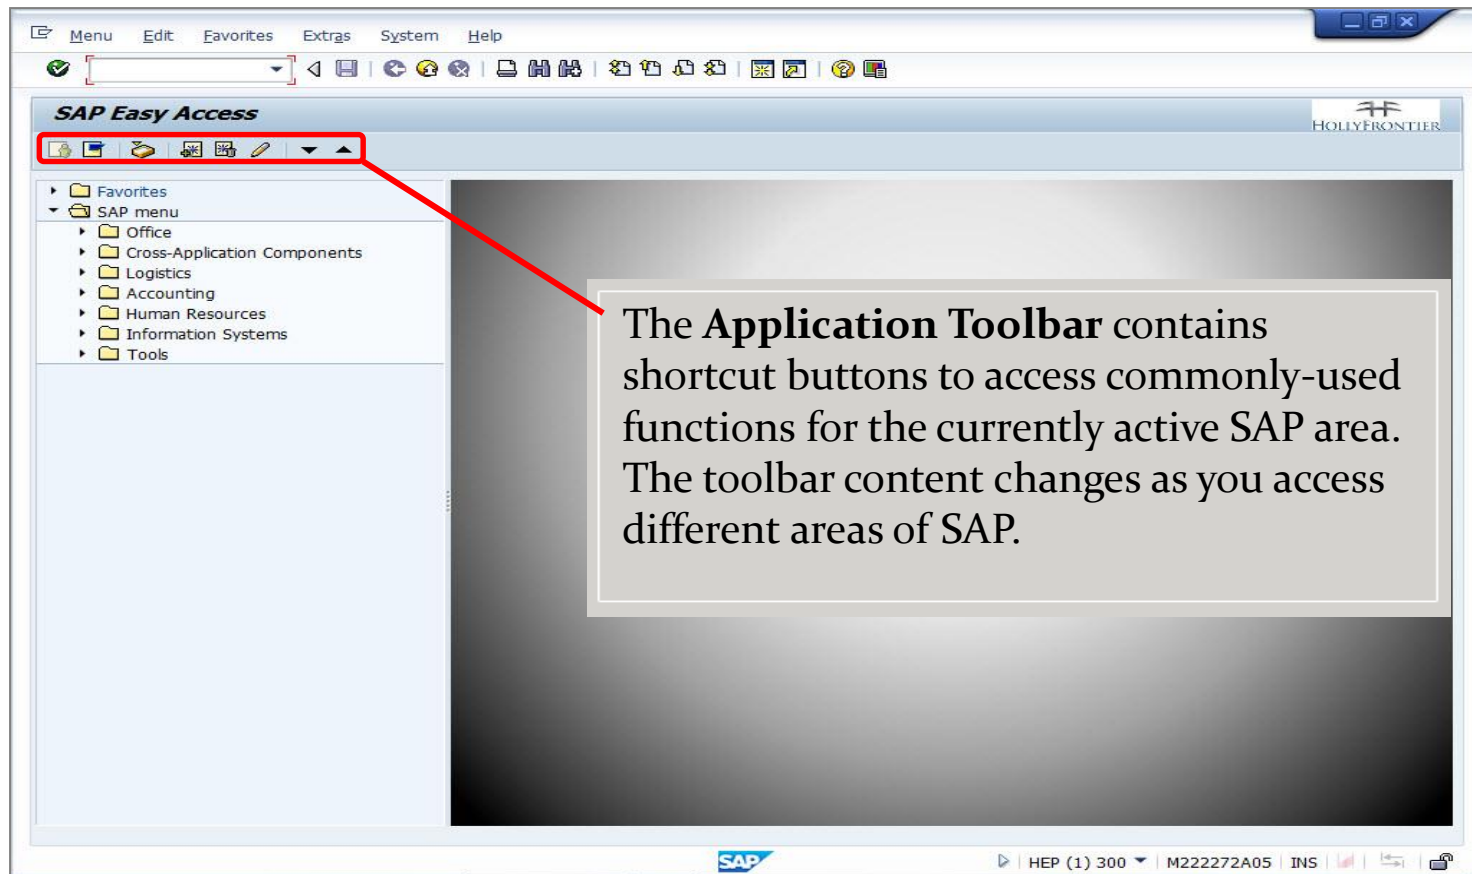 Menu Edit Favorites Extras System Help
SAP Easy Access
HOLLYFRONTIER
Favorites
SAP menu
Office
Cross-Application Components
Logistics
Accounting
Human Resources
Information Systems
Tools
The Application Toolbar contains
shortcut buttons to access commonly-used
functions for the currently active SAP area.
The toolbar content changes as you access
different areas of SAP.
SAP
HEP (1) 300 M222272A05 INS